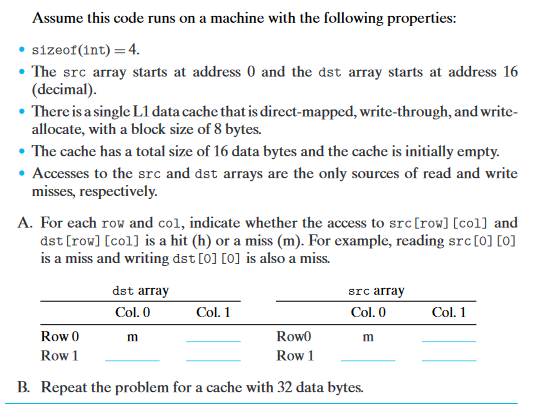 Assume this code runs on a machine with the following properties:
• sizeof(int) = 4.
• The src array starts at address 0 and the dst array starts at address 16
(decimal).
• There is a single L1 data cache that is direct-mapped, write-through, and write-
allocate, with a block size of 8 bytes.
• The cache has a total size of 16 data bytes and the cache is initially empty.
• Accesses to the src and dst arrays are the only sources of read and write
misses, respectively.
A. For each row and col, indicate whether the access to src[row][col] and
dst[row][col] is a hit (h) or a miss (m). For example, reading src[0][0]
is a miss and writing dst[0][0] is also a miss.
dst array src array
Col. 0 Col. 1 Col. 0 Col. 1
Row 0 m Row0 m
Row 1 Row 1
B. Repeat the problem for a cache with 32 data bytes.